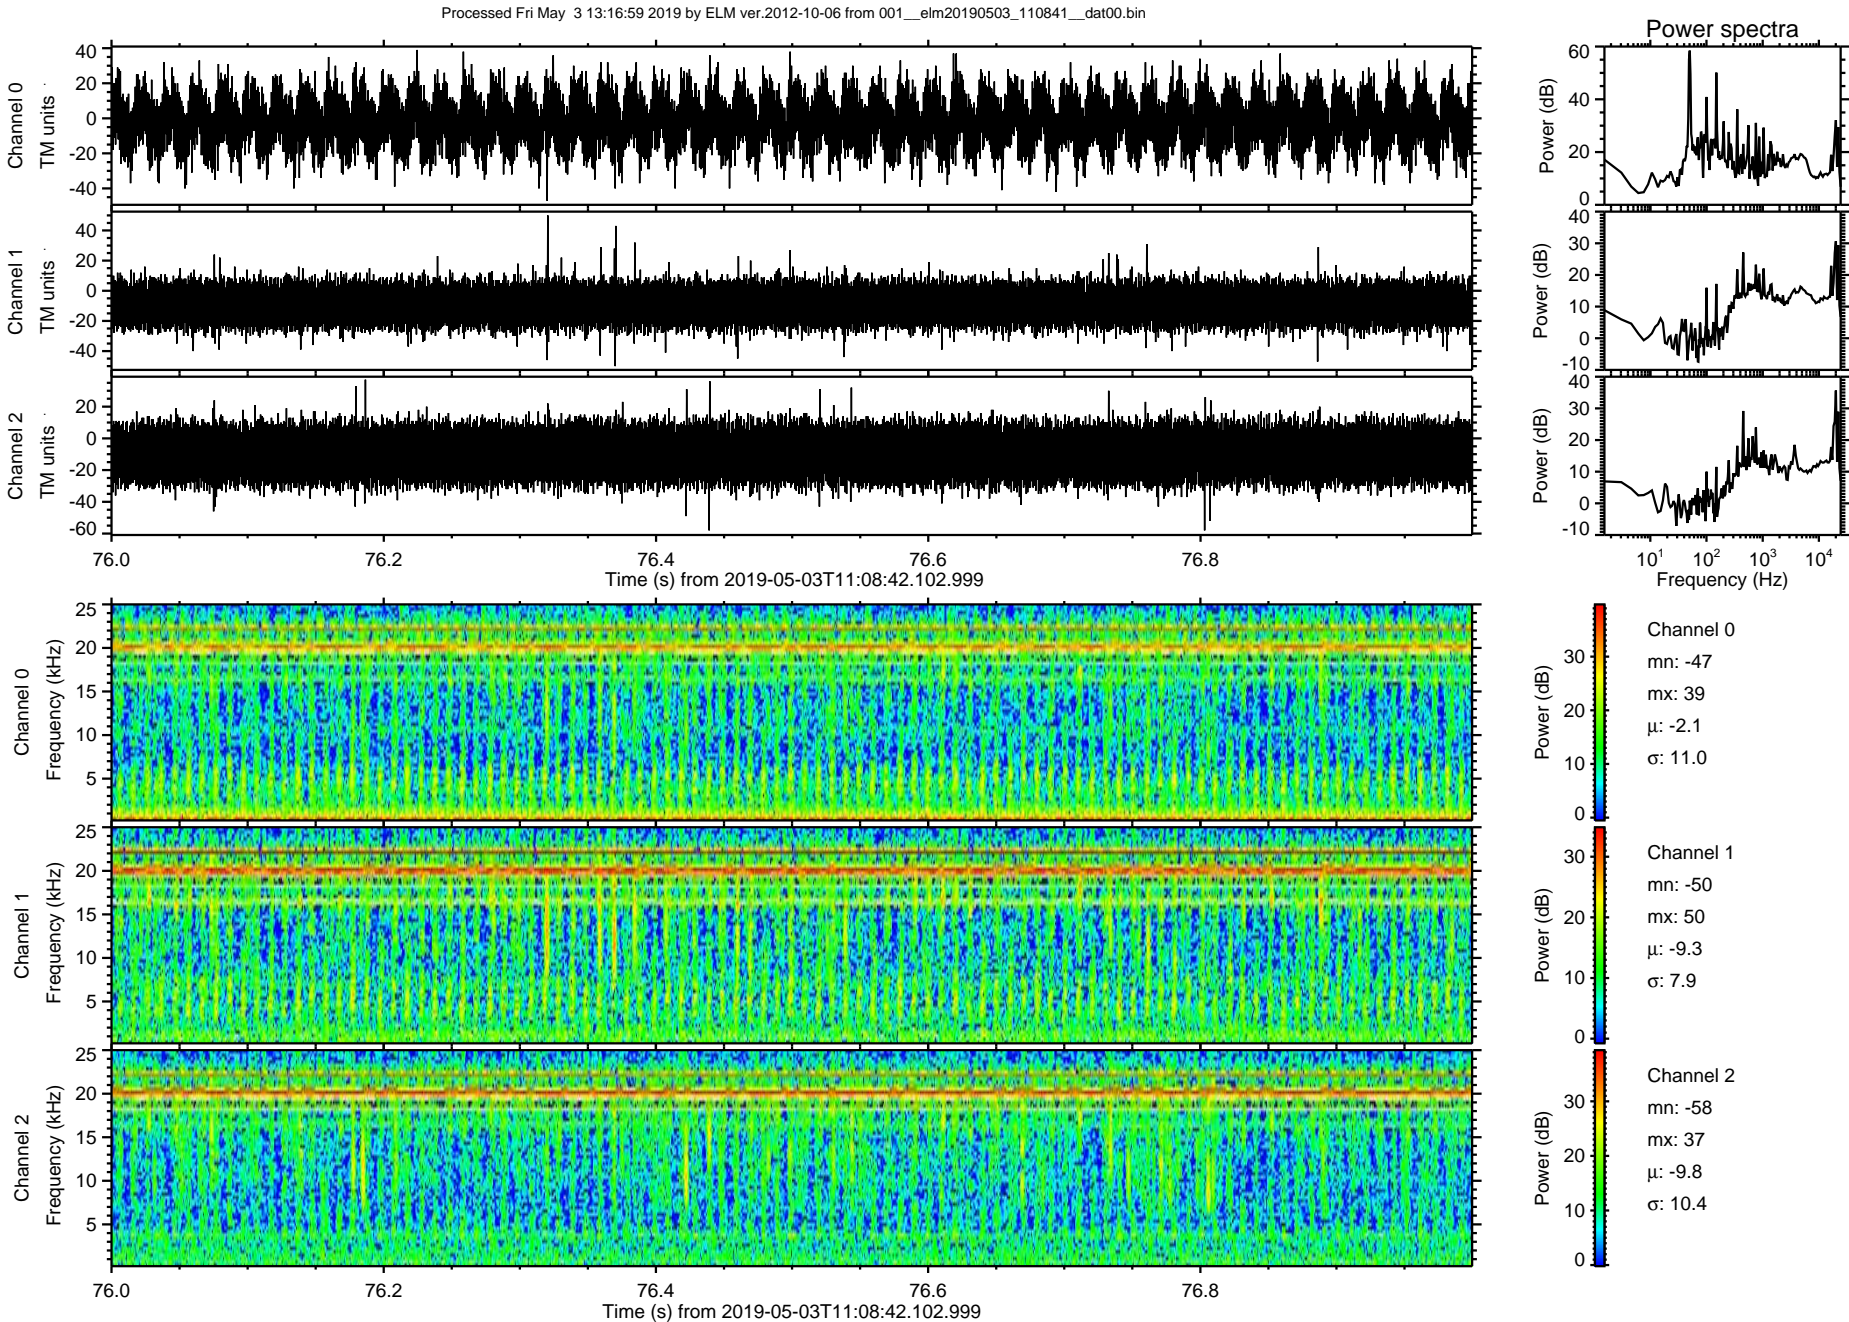 Processed Fri May  3 13:16:59 2019 by ELM ver.2012-10-06 from 001__elm20190503_110841__dat00.bin
Power spectra
Channel 0
TM units
40
20
0
-20
-40
Power (dB)
60
40
20
0
Channel 1
TM units
40
20
0
-20
-40
Power (dB)
40
30
20
10
0
-10
Channel 2
TM units
20
0
-20
-40
-60
Power (dB)
40
30
20
10
0
-10
76.0 76.2 76.4 76.6 76.8
Time (s) from 2019-05-03T11:08:42.102.999
10^1 10^2 10^3 10^4
Frequency (Hz)
Channel 0
Frequency (kHz)
25
20
15
10
5
Power (dB)
30
20
10
0
Channel 0
mn: -47
mx: 39
μ: -2.1
σ: 11.0
Channel 1
Frequency (kHz)
25
20
15
10
5
Power (dB)
30
20
10
0
Channel 1
mn: -50
mx: 50
μ: -9.3
σ: 7.9
Channel 2
Frequency (kHz)
25
20
15
10
5
Power (dB)
30
20
10
0
Channel 2
mn: -58
mx: 37
μ: -9.8
σ: 10.4
76.0 76.2 76.4 76.6 76.8
Time (s) from 2019-05-03T11:08:42.102.999